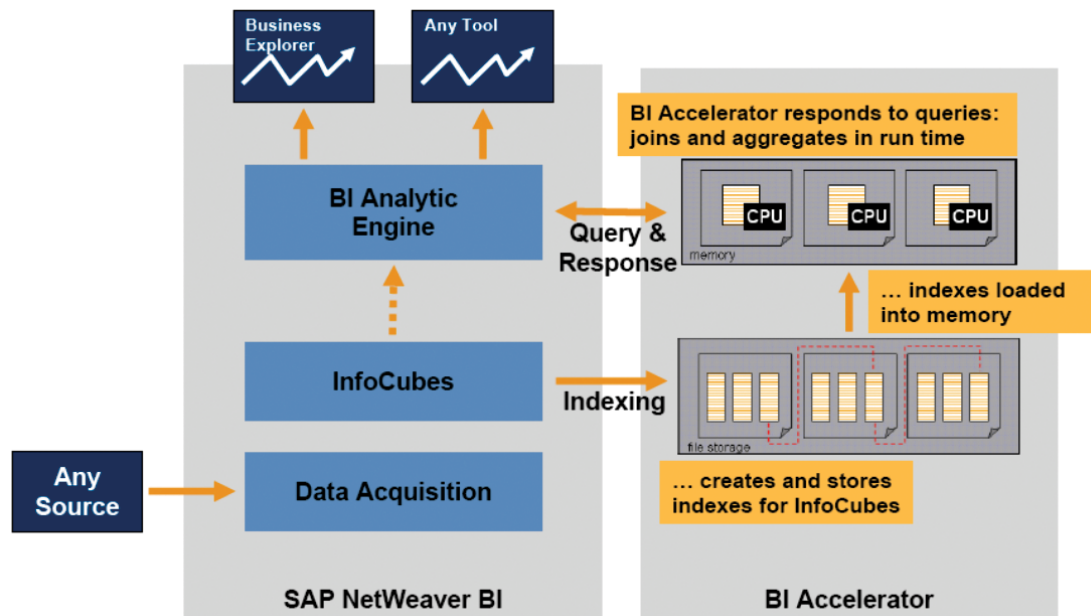 Business
Explorer
Any Tool
BI Accelerator responds to queries:
joins and aggregates in run time
BI Analytic
Engine
CPU
CPU
CPU
memory
Query &
Response
… indexes loaded
into memory
InfoCubes
Indexing
file storage
Any
Source
Data Acquisition
… creates and stores
indexes for InfoCubes
SAP NetWeaver BI
BI Accelerator